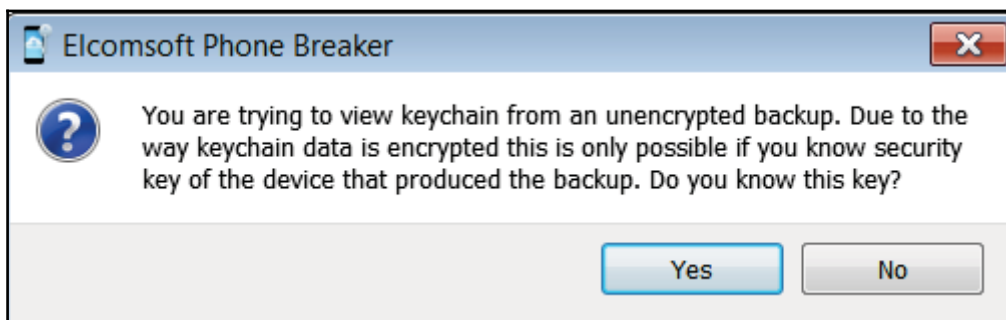 Elcomsoft Phone Breaker
You are trying to view keychain from an unencrypted backup. Due to the
way keychain data is encrypted this is only possible if you know security
key of the device that produced the backup. Do you know this key?
Yes No